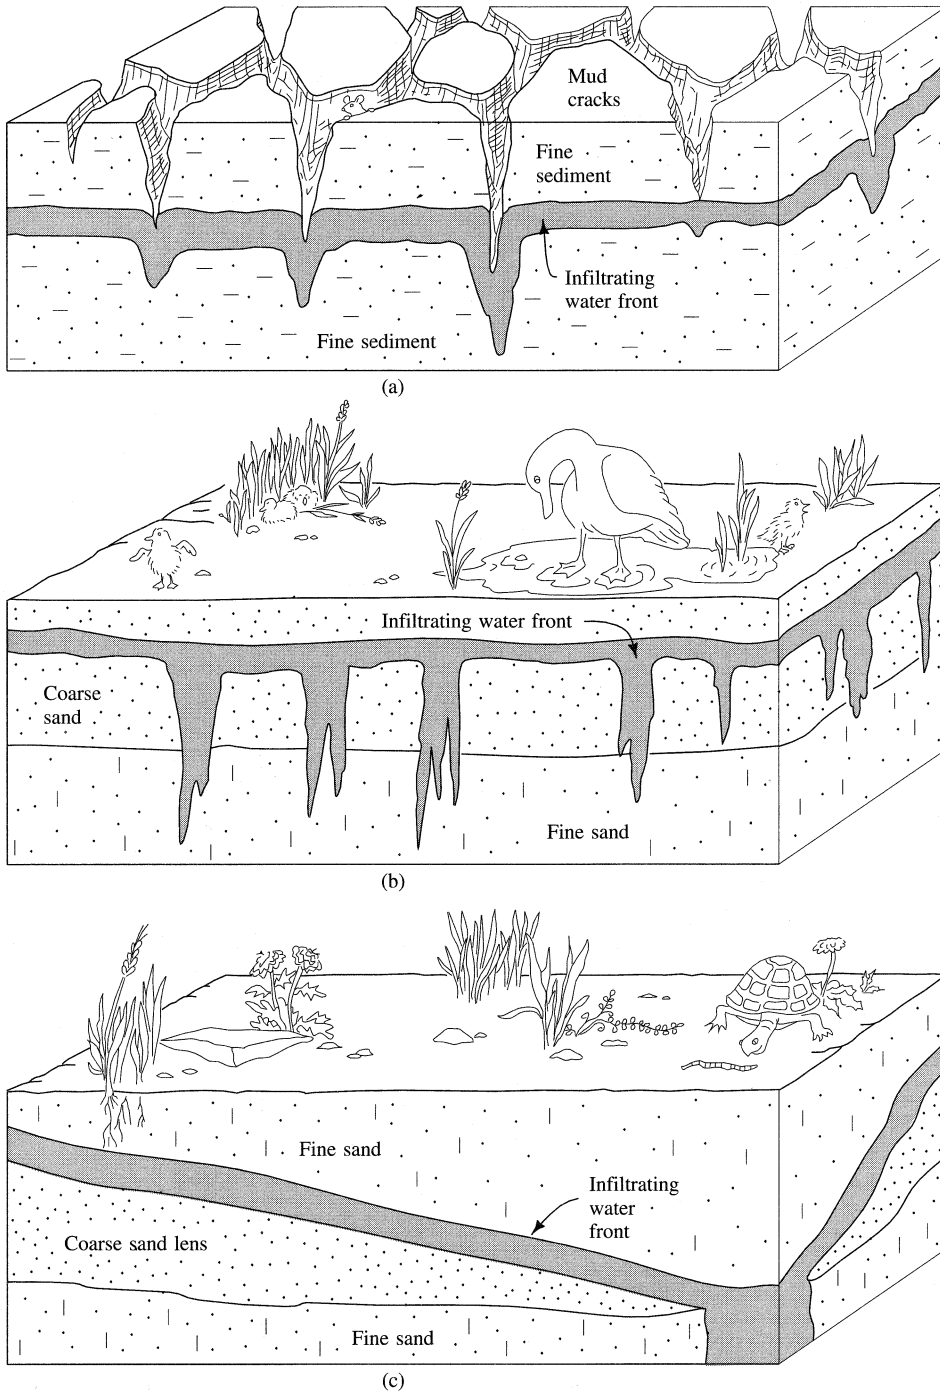 Mud
cracks
Fine
sediment
Infiltrating
water front
Fine sediment
(a)
Infiltrating water front
Coarse
sand
Fine sand
(b)
Fine sand
Infiltrating
water
front
Coarse sand lens
Fine sand
(c)